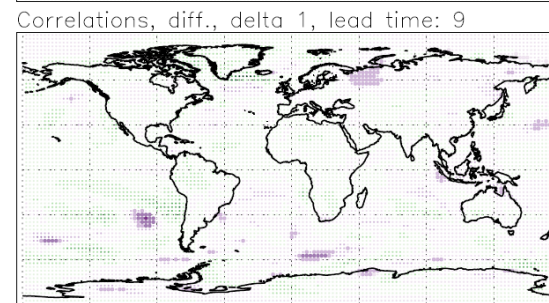 Correlations, diff., delta 1, lead time: 9